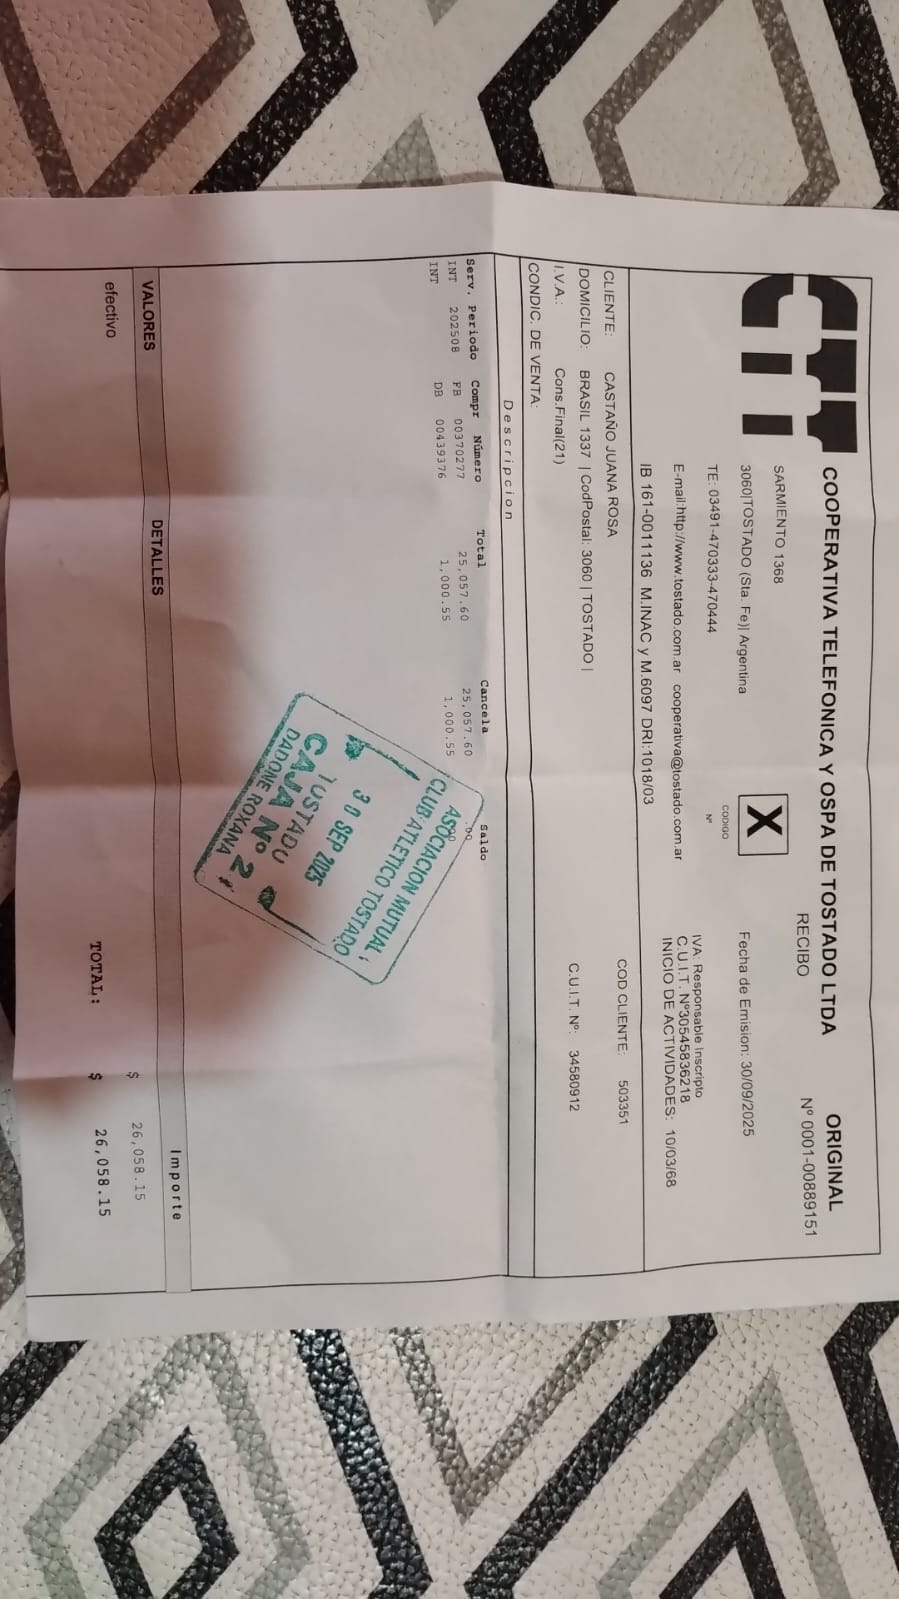 CTT
COOPERATIVA TELEFONICA Y OSPA DE TOSTADO LTDA
ORIGINAL
SARMIENTO 1368
RECIBO
Nº 0001-00889151
3060|TOSTADO (Sta. Fe)| Argentina
X
Fecha de Emision: 30/09/2025
TE: 03491-470333-470444
CODIGO
Nº
E-mail:http://www.tostado.com.ar cooperativa@tostado.com.ar
IVA: Responsable Inscripto
C.U.I.T. Nº30545836218
IB 161-0011136 M.INAC y M.6097 DRI:1018/03
INICIO DE ACTIVIDADES: 10/03/68
CLIENTE: CASTAÑO JUANA ROSA
COD CLIENTE: 503351
DOMICILIO: BRASIL 1337 | CodPostal: 3060 | TOSTADO |
I.V.A.: Cons.Final(21)
C.U.I.T. Nº: 34580912
CONDIC. DE VENTA:
Descripcion
Serv. Periodo Compr Número Total Cancela Saldo
INT 202508 FB 00370277 25,057.60 25,057.60 .00
INT DB 00439376 1,000.55 1,000.55
ASOCIACION MUTUAL
CLUB ATLETICO TOSTADO
30 SEP 2025
TOSTADO
CAJA Nº 2
DADONE ROXANA
Importe
VALORES DETALLES
$ 26,058.15
efectivo
TOTAL: $ 26,058.15